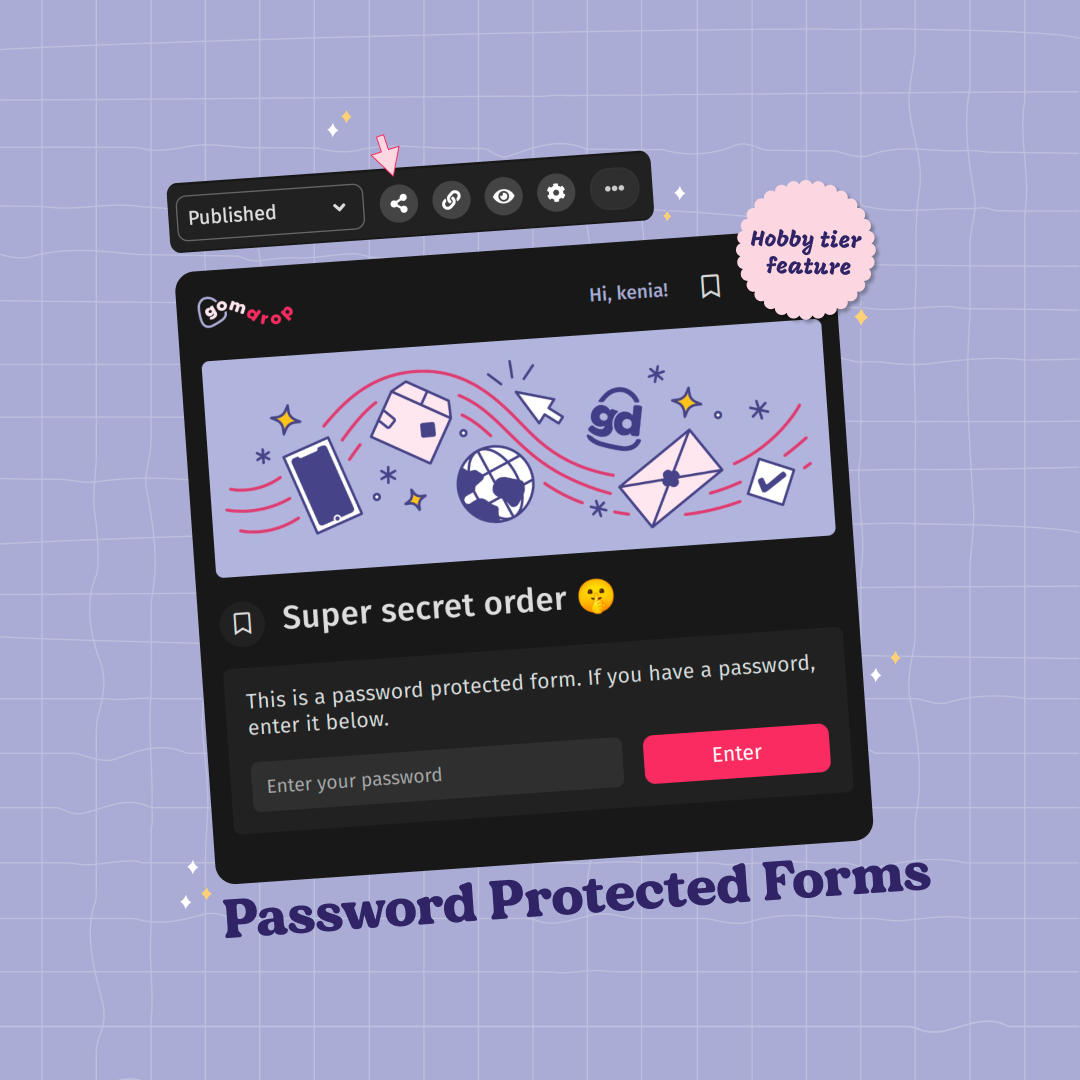 Published
Hobby tier
feature
gomdrop
Hi, kenia!
gd
Super secret order 🤫
This is a password protected form. If you have a password,
enter it below.
Enter your password
Enter
Password Protected Forms